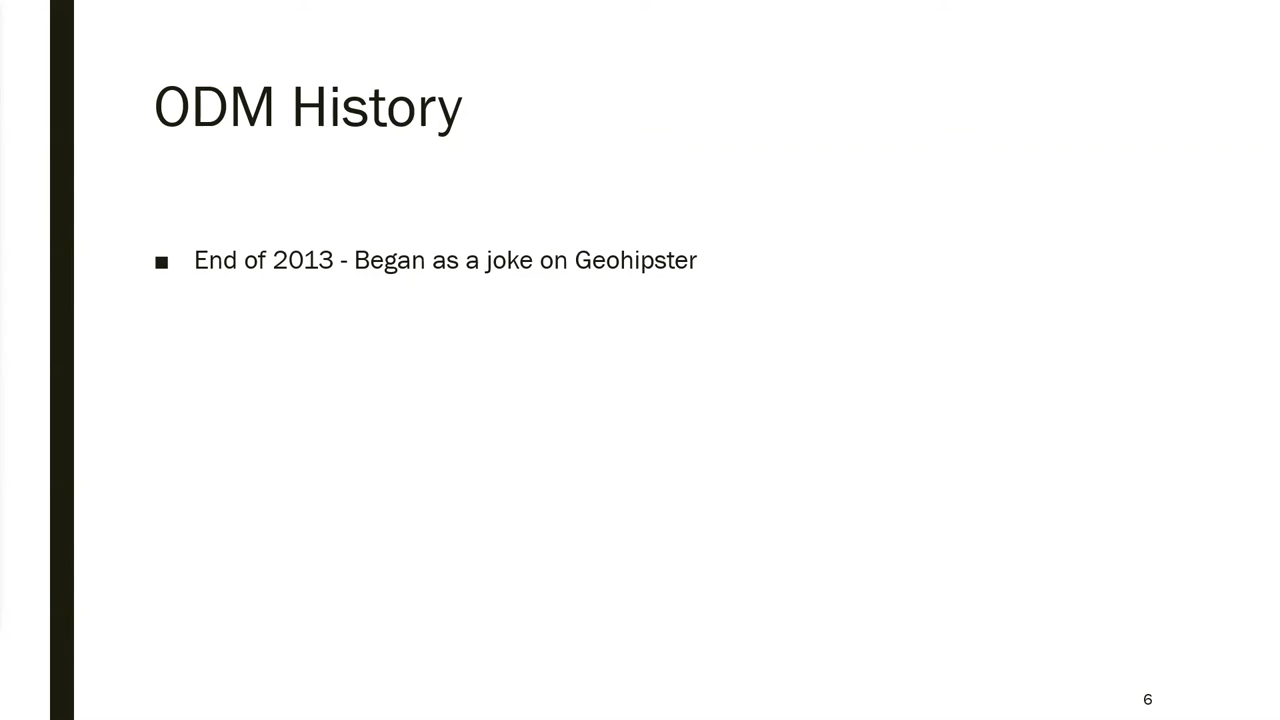 ODM History
■ End of 2013 - Began as a joke on Geohipster
6